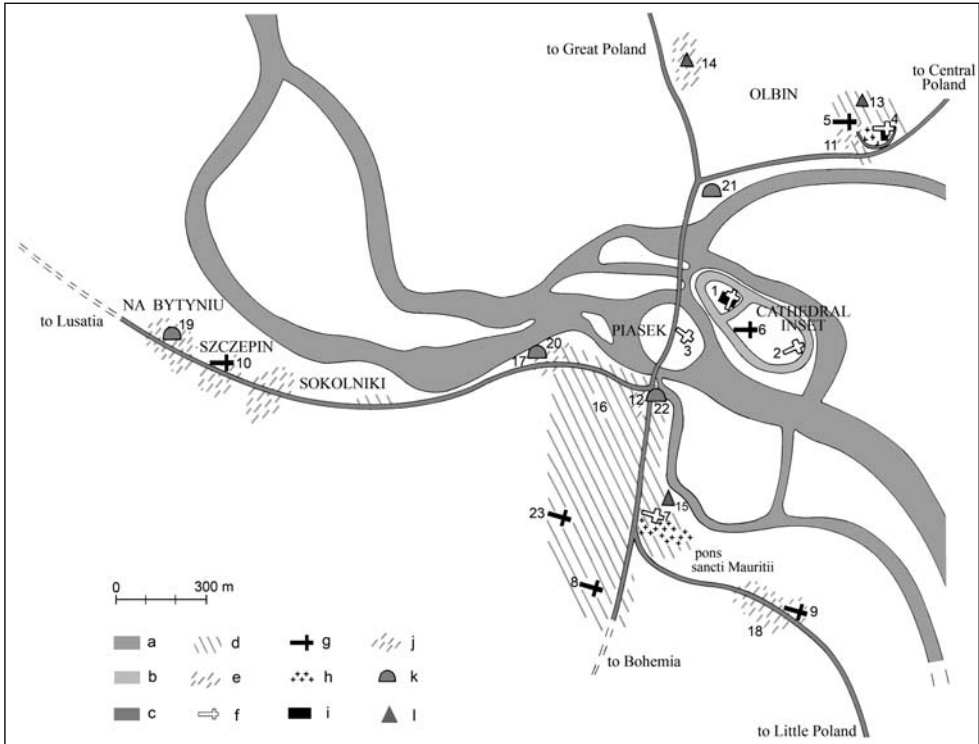 to Great Poland
14
OLBIN
to Central
Poland
13
5
4
11
21
1
CATHEDRAL
INSET
NA BYTYNIU
19
to Lusatia
SZCZEPIN
10
SOKOLNIKI
20
17
PIASEK
3
6
2
16
12
22
15
7
23
pons
sancti Mauritii
8
9
18
0
300 m
to Bohemia
to Little Poland
a
d
g
j
b
e
h
k
c
f
i
l